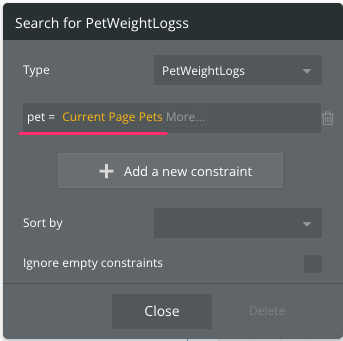 Search for PetWeightLogss
Type
PetWeightLogs
pet = Current Page Pets More...
Add a new constraint
Sort by
Ignore empty constraints
Close Delete